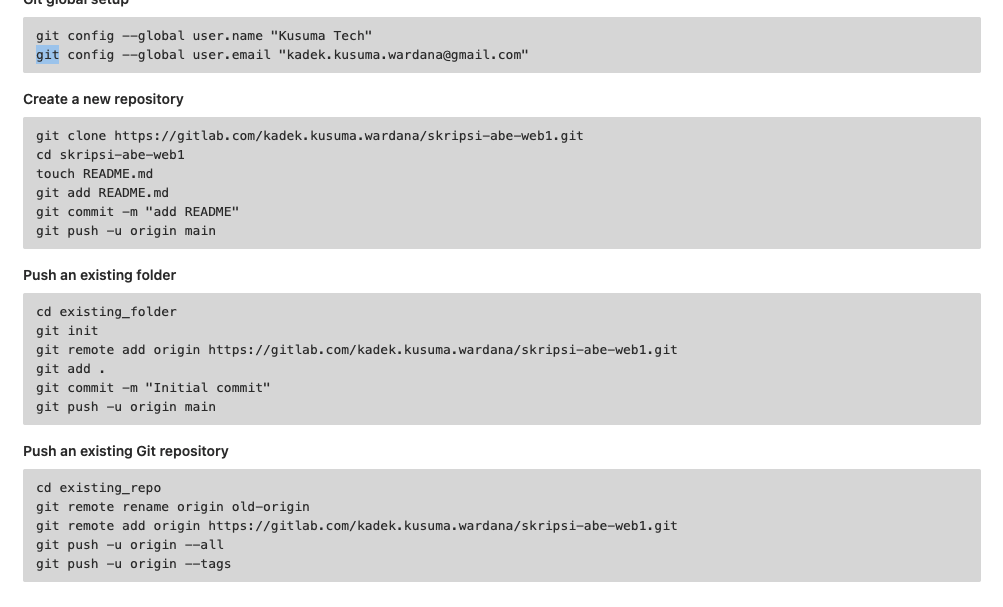 Git global setup
git config --global user.name "Kusuma Tech"
git config --global user.email "kadek.kusuma.wardana@gmail.com"
Create a new repository
git clone https://gitlab.com/kadek.kusuma.wardana/skripsi-abe-web1.git
cd skripsi-abe-web1
touch README.md
git add README.md
git commit -m "add README"
git push -u origin main
Push an existing folder
cd existing_folder
git init
git remote add origin https://gitlab.com/kadek.kusuma.wardana/skripsi-abe-web1.git
git add .
git commit -m "Initial commit"
git push -u origin main
Push an existing Git repository
cd existing_repo
git remote rename origin old-origin
git remote add origin https://gitlab.com/kadek.kusuma.wardana/skripsi-abe-web1.git
git push -u origin --all
git push -u origin --tags